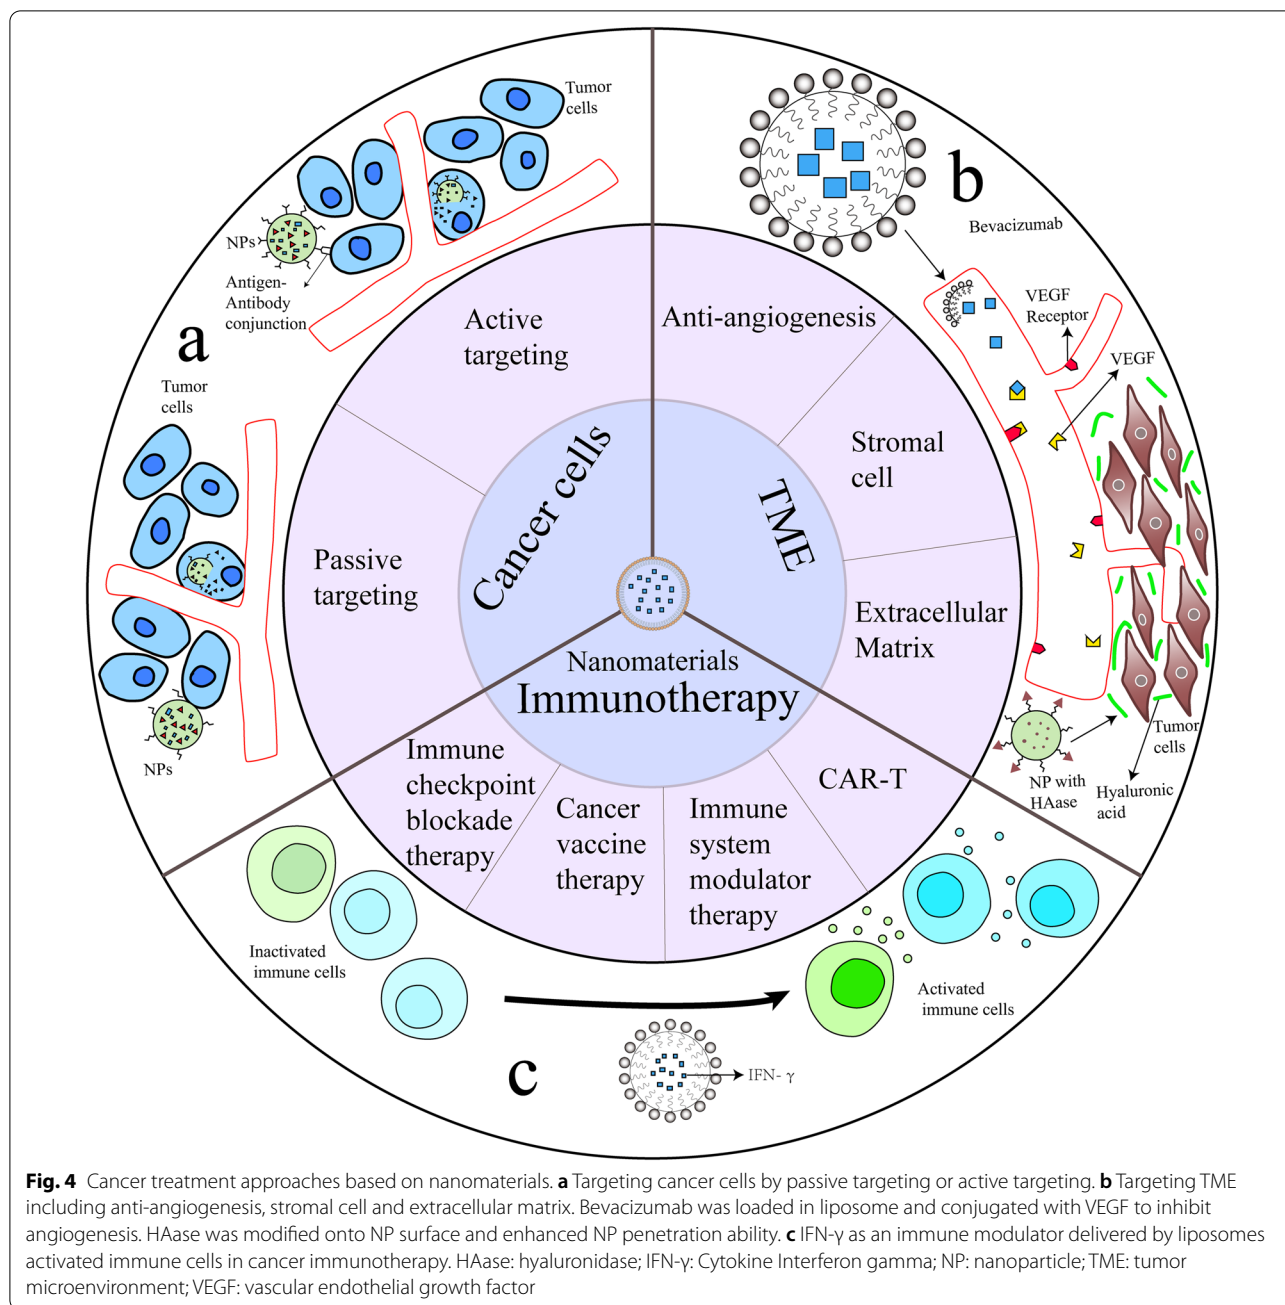 Tumor
cells
NPs
Antigen-
Antibody
conjunction
a
Tumor
cells
NPs
Active
targeting
Passive
targeting
Cancer cells
b
Bevacizumab
VEGF
Receptor
VEGF
Anti-angiogenesis
Stromal
cell
Extracellular
Matrix
TME
Tumor
cells
NP with
HAase
Hyaluronic
acid
Nanomaterials
Immunotherapy
Immune
checkpoint
blockade
therapy
Cancer
vaccine
therapy
Immune
system
modulator
therapy
CAR-T
Inactivated
immune cells
Activated
immune cells
c
IFN- γ
Fig. 4 Cancer treatment approaches based on nanomaterials. a Targeting cancer cells by passive targeting or active targeting. b Targeting TME
including anti-angiogenesis, stromal cell and extracellular matrix. Bevacizumab was loaded in liposome and conjugated with VEGF to inhibit
angiogenesis. HAase was modified onto NP surface and enhanced NP penetration ability. c IFN-γ as an immune modulator delivered by liposomes
activated immune cells in cancer immunotherapy. HAase: hyaluronidase; IFN-γ: Cytokine Interferon gamma; NP: nanoparticle; TME: tumor
microenvironment; VEGF: vascular endothelial growth factor